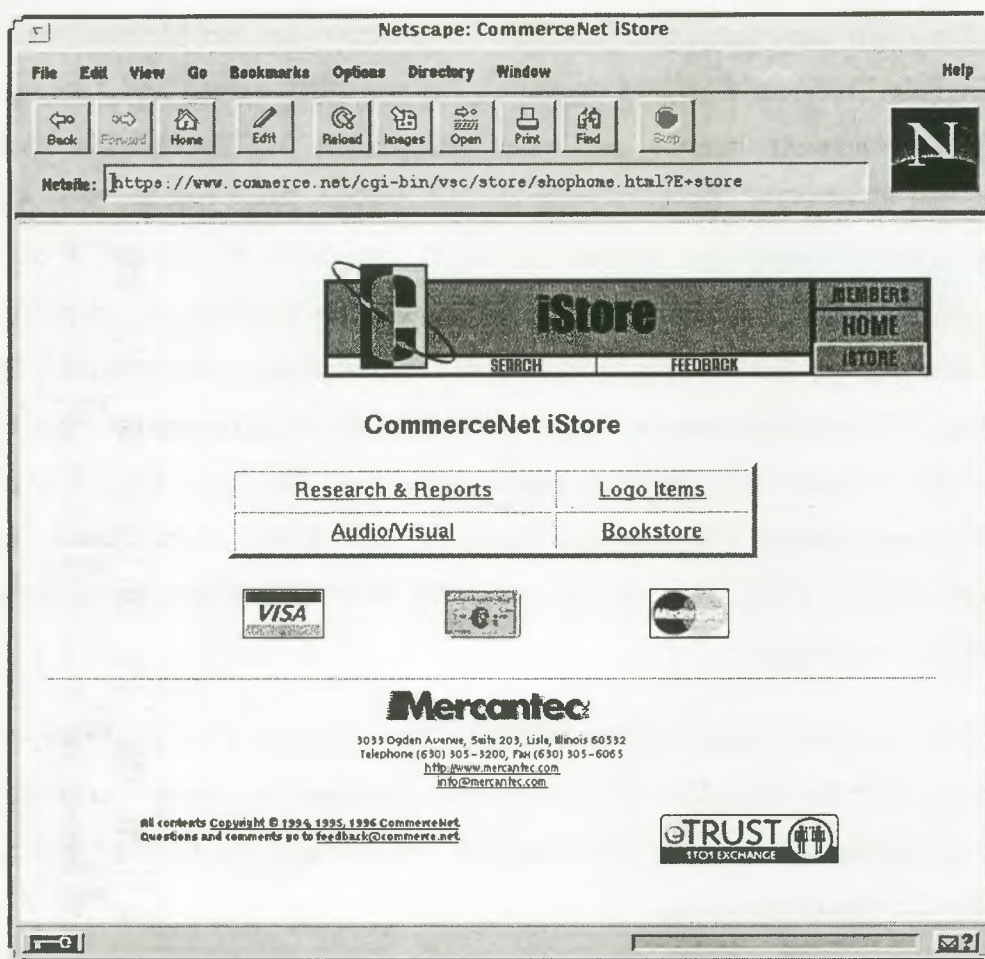 Netscape: CommerceNet iStore
File Edit View Go Bookmarks Options Directory Window Help
Back Forward Home Edit Reload Images Open Print Find Stop
N
Netsite: https://www.commerce.net/cgi-bin/vsc/store/shophome.html?E+store
iStore
MEMBERS
HOME
iSTORE
SEARCH FEEDBACK
CommerceNet iStore
Research & Reports Logo Items
Audio/Visual Bookstore
VISA MasterCard
Mercantec
3033 Ogden Avenue, Suite 203, Lisle, Illinois 60532
Telephone (630) 305-3200, Fax (630) 305-6065
http://www.mercantec.com
info@mercantec.com
All contents Copyright © 1994, 1995, 1996 CommerceNet.
Questions and comments go to feedback@commerce.net.
eTRUST
1TO1 EXCHANGE
?